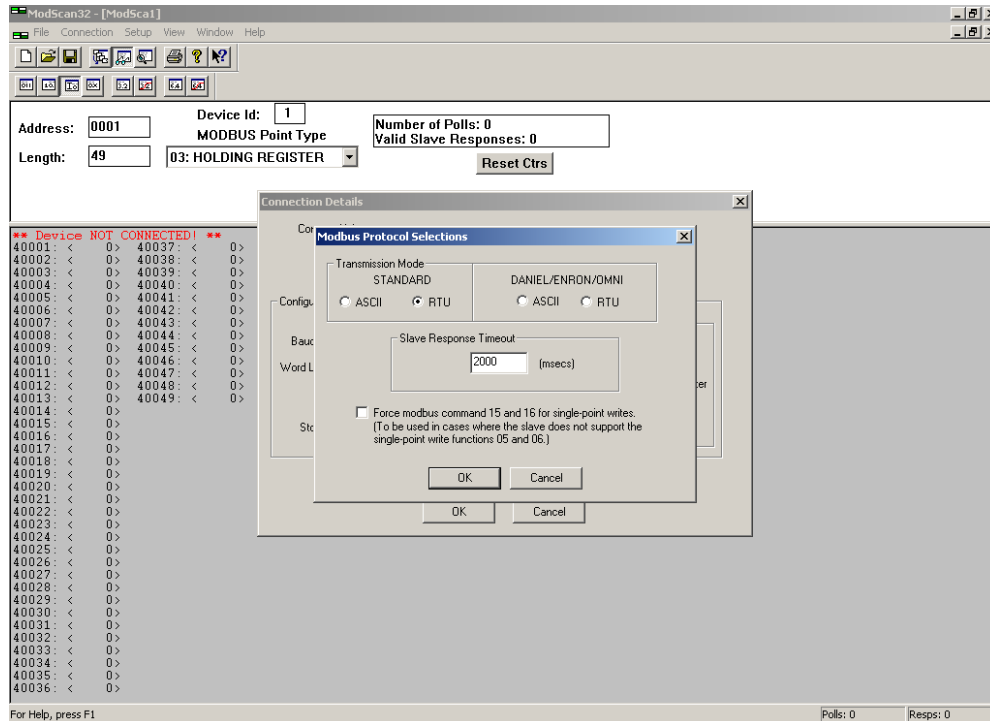 ModScan32 - [ModSca1]
File Connection Setup View Window Help
Address: 0001
Device Id: 1
MODBUS Point Type
Length: 49
03: HOLDING REGISTER
Number of Polls: 0
Valid Slave Responses: 0
Reset Ctrs
** Device NOT CONNECTED! **
40001: < 0> 40037: < 0>
40002: < 0> 40038: < 0>
40003: < 0> 40039: < 0>
40004: < 0> 40040: < 0>
40005: < 0> 40041: < 0>
40006: < 0> 40042: < 0>
40007: < 0> 40043: < 0>
40008: < 0> 40044: < 0>
40009: < 0> 40045: < 0>
40010: < 0> 40046: < 0>
40011: < 0> 40047: < 0>
40012: < 0> 40048: < 0>
40013: < 0> 40049: < 0>
40014: < 0>
40015: < 0>
40016: < 0>
40017: < 0>
40018: < 0>
40019: < 0>
40020: < 0>
40021: < 0>
40022: < 0>
40023: < 0>
40024: < 0>
40025: < 0>
40026: < 0>
40027: < 0>
40028: < 0>
40029: < 0>
40030: < 0>
40031: < 0>
40032: < 0>
40033: < 0>
40034: < 0>
40035: < 0>
40036: < 0>
Connection Details
Configu
Baud
Word L
Modbus Protocol Selections
Transmission Mode
STANDARD DANIEL/ENRON/OMNI
ASCII RTU ASCII RTU
Slave Response Timeout
2000 (msecs)
Force modbus command 15 and 16 for single-point writes.
(To be used in cases where the slave does not support the
single-point write functions 05 and 06.)
OK Cancel
OK Cancel
For Help, press F1
Polls: 0 Resps: 0